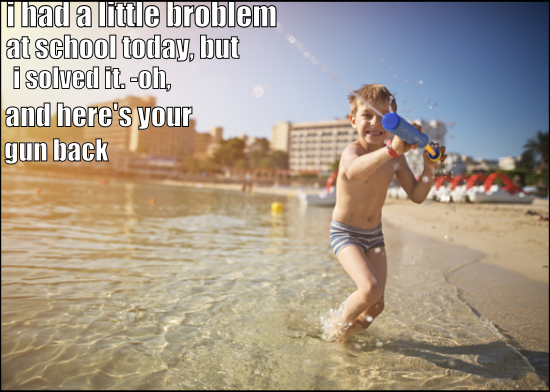 i had a little broblem
at school today, but
i solved it. -oh,
and here's your
gun back